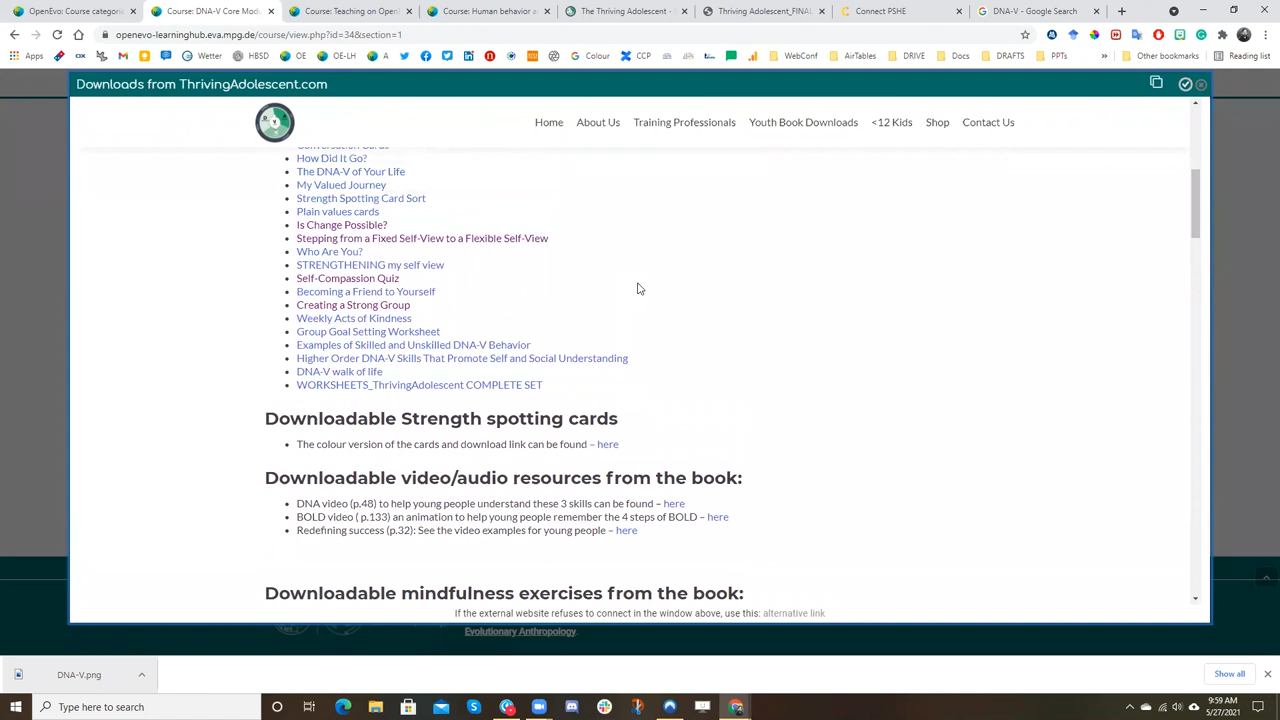 OpenEvo: Course categorie
Course: DNA-V Core Modu
Course: Teaching on OpenE
Course: Human behavior as
The Thriving Adolescent -
Thriving Adolescent_FINAL
Connect PSHE
DNA-V - Google Search
openevo-learninghub.eva.mpg.de/course/view.php?id=34&section=1
Apps
Wetter
HBSD
OE
OE-LH
A
Colour
CCP
WebConf
AirTables
DRIVE
Docs
DRAFTS
PPTs
Other bookmarks
Reading list
Downloads from ThrivingAdolescent.com
Home
About Us
Training Professionals
Youth Book Downloads
<12 Kids
Shop
Contact Us
Conversation Cards
How Did It Go?
The DNA-V of Your Life
My Valued Journey
Strength Spotting Card Sort
Plain values cards
Is Change Possible?
Stepping from a Fixed Self-View to a Flexible Self-View
Who Are You?
STRENGTHENING my self view
Self-Compassion Quiz
Becoming a Friend to Yourself
Creating a Strong Group
Weekly Acts of Kindness
Group Goal Setting Worksheet
Examples of Skilled and Unskilled DNA-V Behavior
Higher Order DNA-V Skills That Promote Self and Social Understanding
DNA-V walk of life
WORKSHEETS_ThrivingAdolescent COMPLETE SET
Downloadable Strength spotting cards
The colour version of the cards and download link can be found – here
Downloadable video/audio resources from the book:
DNA video (p.48) to help young people understand these 3 skills can be found – here
BOLD video ( p.133) an animation to help young people remember the 4 steps of BOLD – here
Redefining success (p.32): See the video examples for young people – here
Downloadable mindfulness exercises from the book:
If the external website refuses to connect in the window above, use this: alternative link
Evolutionary Anthropology.
DNA-V.png
Show all
Type here to search
9:59 AM
5/27/2021